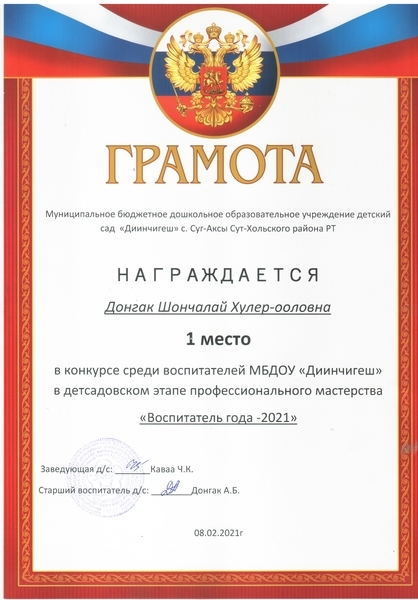 ГРАМОТА
Муниципальное бюджетное дошкольное образовательное учреждение детский
сад «Диинчигеш» с. Суг-Аксы Сут-Хольского района РТ
НАГРАЖДАЕТСЯ
Донгак Шончалай Хулер-ооловна
1 место
в конкурсе среди воспитателей МБДОУ «Диинчигеш»
в детсадовском этапе профессионального мастерства
«Воспитатель года -2021»
Заведующая д/с: Каваа Ч.К.
Старший воспитатель д/с: Донгак А.Б.
08.02.2021г